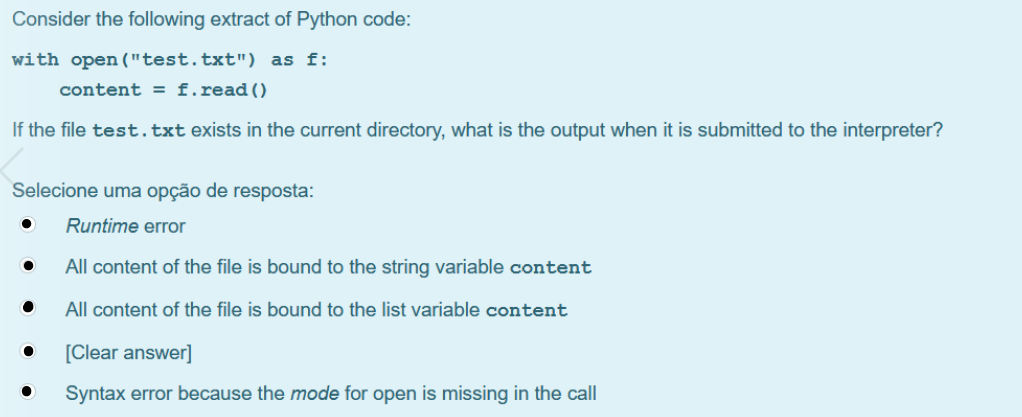 Consider the following extract of Python code:
with open("test.txt") as f:
    content = f.read()
If the file test.txt exists in the current directory, what is the output when it is submitted to the interpreter?
Selecione uma opção de resposta:
Runtime error
All content of the file is bound to the string variable content
All content of the file is bound to the list variable content
[Clear answer]
Syntax error because the mode for open is missing in the call